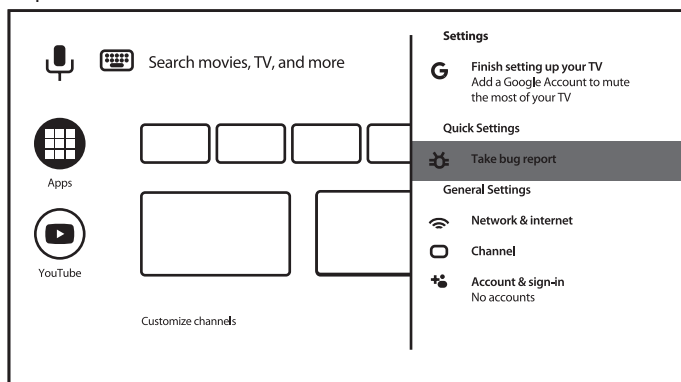 Search movies, TV, and more
Apps
YouTube
Customize channels
Settings
G
Finish setting up your TV
Add a Google Account to mute
the most of your TV
Quick Settings
Take bug report
General Settings
Network & internet
Channel
Account & sign-in
No accounts